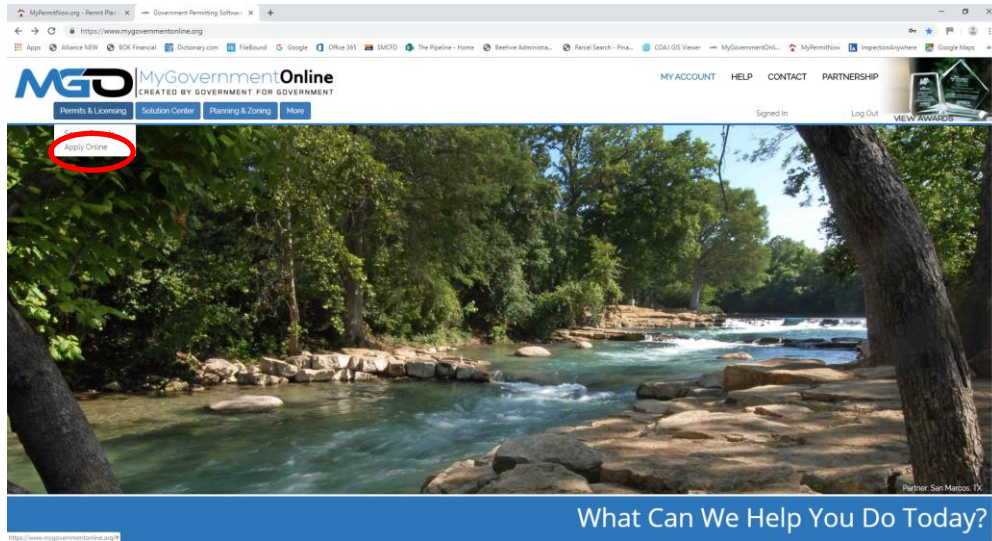 MyPermitNow.org - Permit Plan
Government Permitting Softwar
https://www.mygovernmentonline.org
Apps
Alliance NEW
BOK Financial
Dictionary.com
FileBound
Google
Office 365
SMCFD
The Pipeline - Home
Beehive Administra...
Parcel Search - Pina...
COAJ GIS Viewer
MyGovernmentOnli...
MyPermitNow
InspectionAnywhere
Google Maps
MGO
MyGovernmentOnline
CREATED BY GOVERNMENT FOR GOVERNMENT
MY ACCOUNT HELP CONTACT PARTNERSHIP
Permits & Licensing Solution Center Planning & Zoning More
Signed In Log Out
VIEW AWARDS
Apply Online
Partner: San Marcos, TX
What Can We Help You Do Today?
https://www.mygovernmentonline.org/#